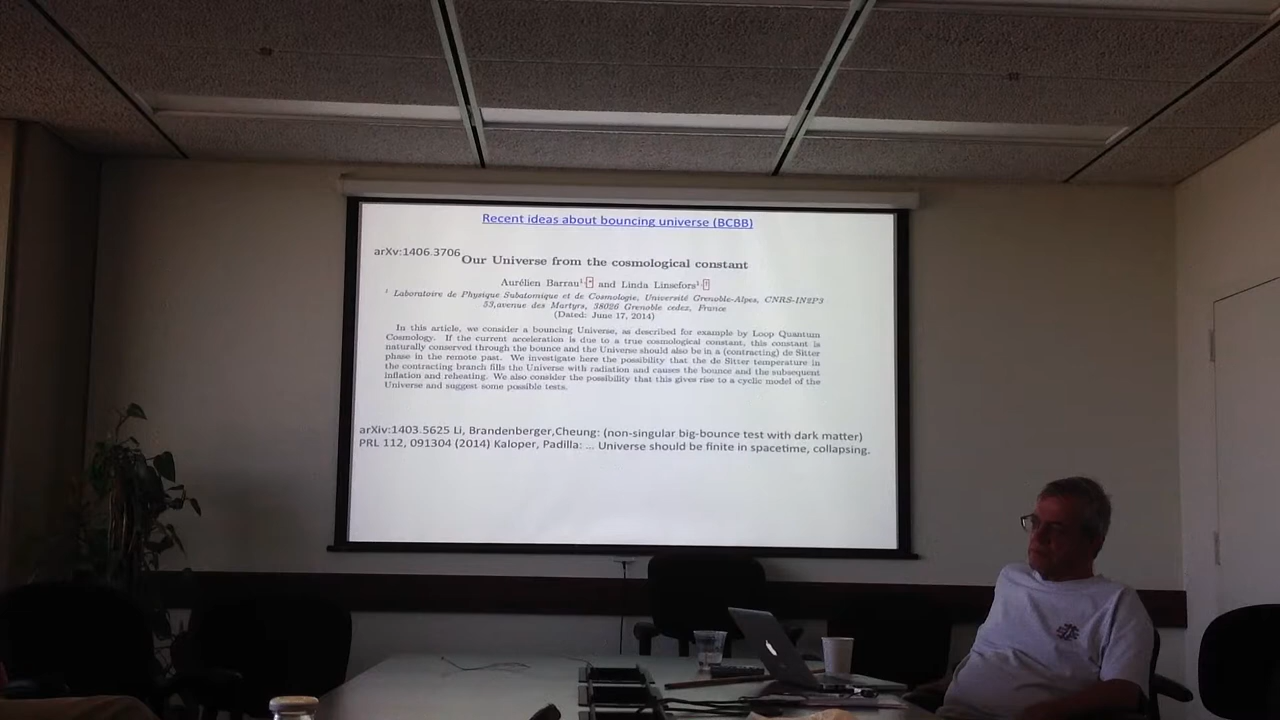 Recent ideas about bouncing universe (BCBB)
arXv:1406.3706
Our Universe from the cosmological constant
Aurélien Barrau¹,* and Linda Linsefors¹,†
¹ Laboratoire de Physique Subatomique et de Cosmologie, Université Grenoble-Alpes, CNRS-IN2P3
53,avenue des Martyrs, 38026 Grenoble cedex, France
(Dated: June 17, 2014)
In this article, we consider a bouncing Universe, as described for example by Loop Quantum
Cosmology. If the current acceleration is due to a true cosmological constant, this constant is
naturally conserved through the bounce and the Universe should also be in a (contracting) de Sitter
phase in the remote past. We investigate here the possibility that the de Sitter temperature in
the contracting branch fills the Universe with radiation and causes the bounce and the subsequent
inflation and reheating. We also consider the possibility that this gives rise to a cyclic model of the
Universe and suggest some possible tests.
arXiv:1403.5625 Li, Brandenberger,Cheung: (non-singular big-bounce test with dark matter)
PRL 112, 091304 (2014) Kaloper, Padilla: ... Universe should be finite in spacetime, collapsing.